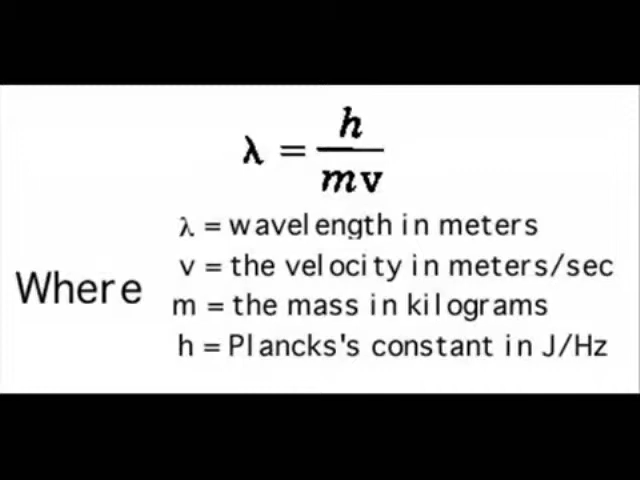 λ = h/mv
λ = wavelength in meters
v = the velocity in meters/sec
Where
m = the mass in kilograms
h = Plancks's constant in J/Hz